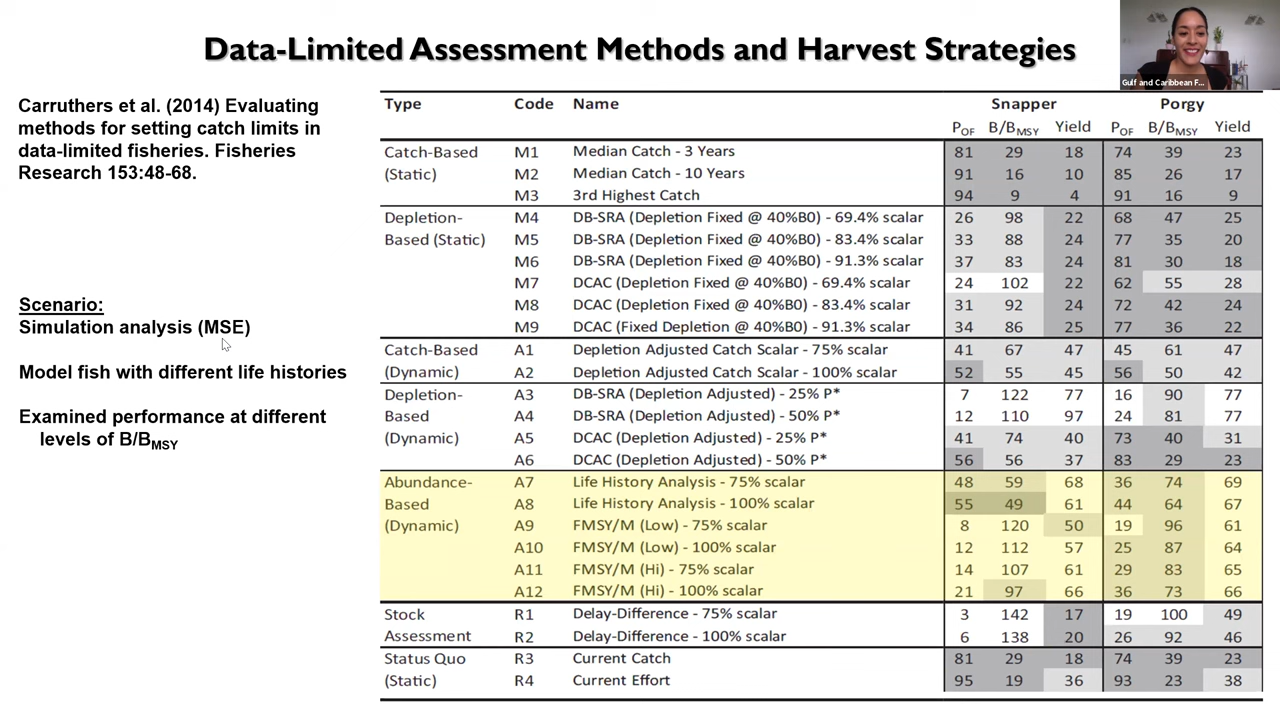 Data-Limited Assessment Methods and Harvest Strategies
Gulf and Caribbean F...
Carruthers et al. (2014) Evaluating
methods for setting catch limits in
data-limited fisheries. Fisheries
Research 153:48-68.
Scenario:
Simulation analysis (MSE)
Model fish with different life histories
Examined performance at different
levels of B/BMSY
Type Code Name Snapper Porgy
POF B/BMSY Yield POF B/BMSY Yield
Catch-Based M1 Median Catch - 3 Years 81 29 18 74 39 23
(Static) M2 Median Catch - 10 Years 91 16 10 85 26 17
M3 3rd Highest Catch 94 9 4 91 16 9
Depletion- M4 DB-SRA (Depletion Fixed @ 40%B0) - 69.4% scalar 26 98 22 68 47 25
Based (Static) M5 DB-SRA (Depletion Fixed @ 40%B0) - 83.4% scalar 33 88 24 77 35 20
M6 DB-SRA (Depletion Fixed @ 40%B0) - 91.3% scalar 37 83 24 81 30 18
M7 DCAC (Depletion Fixed @ 40%B0) - 69.4% scalar 24 102 22 62 55 28
M8 DCAC (Depletion Fixed @ 40%B0) - 83.4% scalar 31 92 24 72 42 24
M9 DCAC (Fixed Depletion @ 40%B0) - 91.3% scalar 34 86 25 77 36 22
Catch-Based A1 Depletion Adjusted Catch Scalar - 75% scalar 41 67 47 45 61 47
(Dynamic) A2 Depletion Adjusted Catch Scalar - 100% scalar 52 55 45 56 50 42
Depletion- A3 DB-SRA (Depletion Adjusted) - 25% P* 7 122 77 16 90 77
Based A4 DB-SRA (Depletion Adjusted) - 50% P* 12 110 97 24 81 77
(Dynamic) A5 DCAC (Depletion Adjusted) - 25% P* 41 74 40 73 40 31
A6 DCAC (Depletion Adjusted) - 50% P* 56 56 37 83 29 23
Abundance- A7 Life History Analysis - 75% scalar 48 59 68 36 74 69
Based A8 Life History Analysis - 100% scalar 55 49 61 44 64 67
(Dynamic) A9 FMSY/M (Low) - 75% scalar 8 120 50 19 96 61
A10 FMSY/M (Low) - 100% scalar 12 112 57 25 87 64
A11 FMSY/M (Hi) - 75% scalar 14 107 61 29 83 65
A12 FMSY/M (Hi) - 100% scalar 21 97 66 36 73 66
Stock R1 Delay-Difference - 75% scalar 3 142 17 19 100 49
Assessment R2 Delay-Difference - 100% scalar 6 138 20 26 92 46
Status Quo R3 Current Catch 81 29 18 74 39 23
(Static) R4 Current Effort 95 19 36 93 23 38